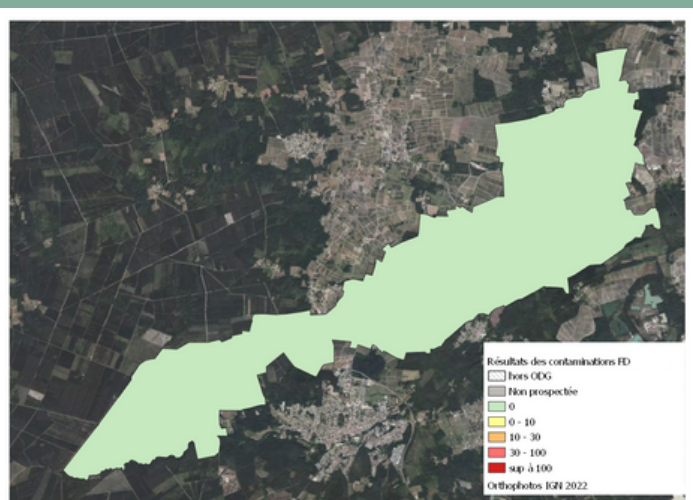 Résultats des contaminations FD
hors ODG
Non prospectée
0
0 - 10
10 - 30
30 - 100
sup à 100
Orthophotos IGN 2022